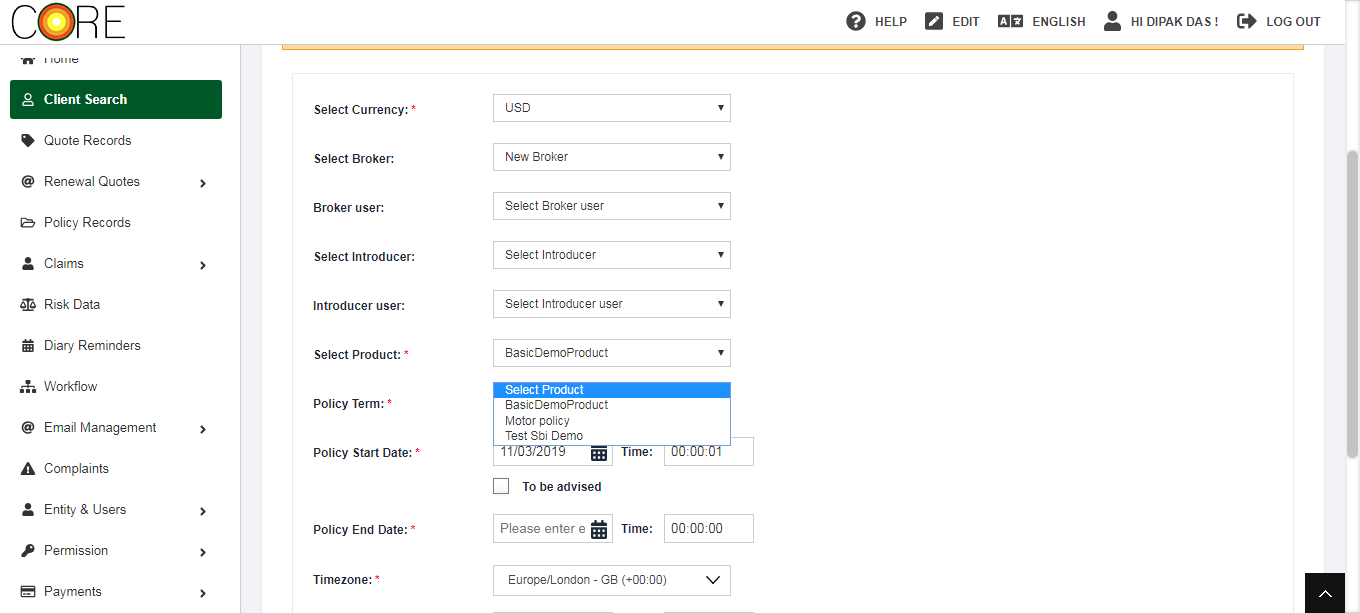 CORE
HELP
EDIT
ENGLISH
HI DIPAK DAS !
LOG OUT
Home
Client Search
Quote Records
Renewal Quotes
Policy Records
Claims
Risk Data
Diary Reminders
Workflow
Email Management
Complaints
Entity & Users
Permission
Payments
Select Currency: *
USD
Select Broker:
New Broker
Broker user:
Select Broker user
Select Introducer:
Select Introducer
Introducer user:
Select Introducer user
Select Product: *
BasicDemoProduct
Select Product
BasicDemoProduct
Motor policy
Test Sbi Demo
Policy Term: *
Policy Start Date: *
11/03/2019
Time:
00:00:01
To be advised
Policy End Date: *
Please enter e
Time:
00:00:00
Timezone: *
Europe/London - GB (+00:00)